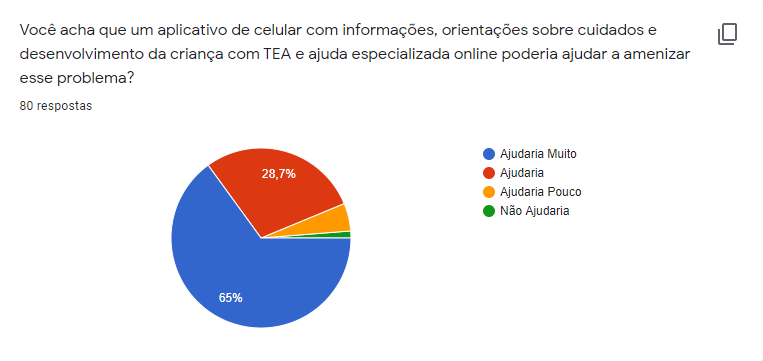 Você acha que um aplicativo de celular com informações, orientações sobre cuidados e
desenvolvimento da criança com TEA e ajuda especializada online poderia ajudar a amenizar
esse problema?
80 respostas
Ajudaria Muito
Ajudaria
Ajudaria Pouco
Não Ajudaria
28,7%
65%